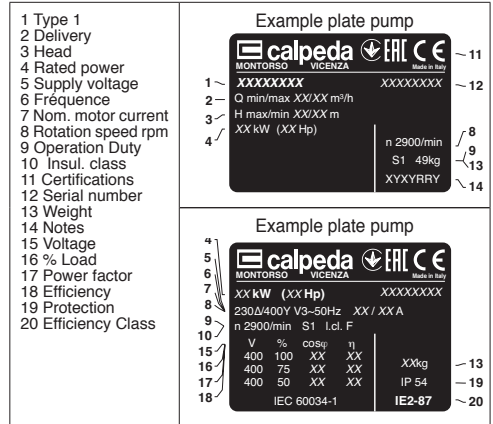 1 Type 1
2 Delivery
3 Head
4 Rated power
5 Supply voltage
6 Fréquence
7 Nom. motor current
8 Rotation speed rpm
9 Operation Duty
10 Insul. class
11 Certifications
12 Serial number
13 Weight
14 Notes
15 Voltage
16 % Load
17 Power factor
18 Efficiency
19 Protection
20 Efficiency Class
Example plate pump
calpeda EAC CE
MONTORSO VICENZA Made in Italy
11
1 XXXXXXXX XXXXXXXX 12
2 Q min/max XX/XX m³/h
3 H max/min XX/XX m
4 XX kW (XX Hp)
n 2900/min 8
S1 49kg 9
13
XYXYRRY 14
Example plate pump
calpeda EAC CE
MONTORSO VICENZA Made in Italy
4
5
6
7
8
9
10
15
16
17
18
XX kW (XX Hp) XXXXXXXX
230Δ/400Y V3~50Hz XX / XX A
n 2900/min S1 I.cl. F
V % cosφ η
400 100 XX XX
400 75 XX XX
400 50 XX XX
IEC 60034-1
XXkg 13
IP 54 19
IE2-87 20